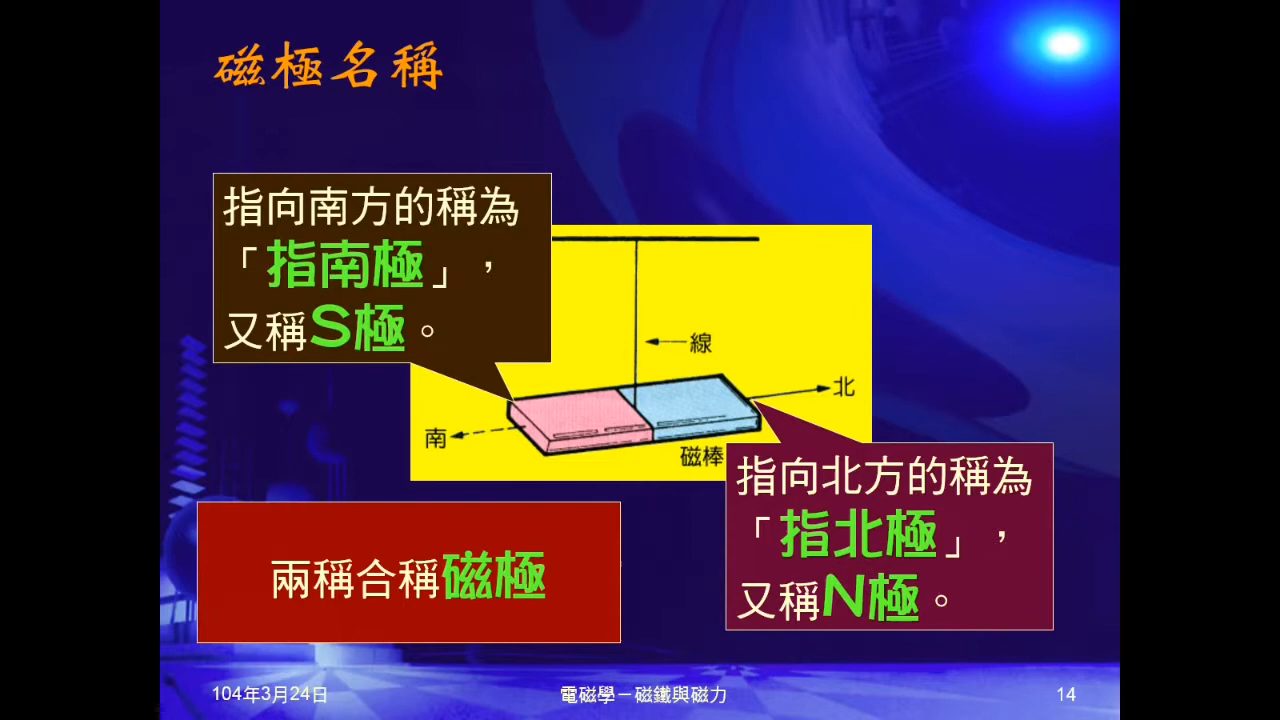 磁極名稱
指向南方的稱為
「指南極」，
又稱S極。
線
北
南
磁棒
指向北方的稱為
「指北極」，
又稱N極。
兩稱合稱磁極
104年3月24日
電磁學－磁鐵與磁力
14